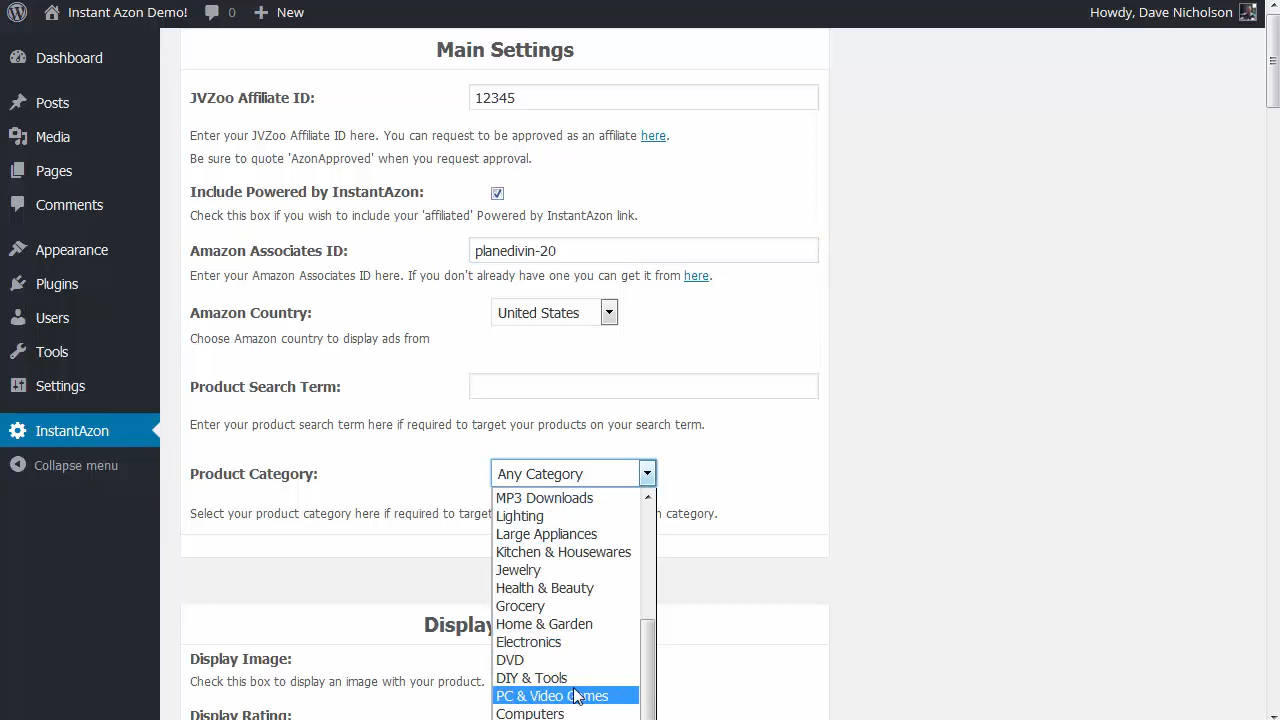 Instant Azon Demo! 0 New Howdy, Dave Nicholson
Dashboard
Posts
Media
Pages
Comments
Appearance
Plugins
Users
Tools
Settings
InstantAzon
Collapse menu
Main Settings
JVZoo Affiliate ID: 12345
Enter your JVZoo Affiliate ID here. You can request to be approved as an affiliate here.
Be sure to quote 'AzonApproved' when you request approval.
Include Powered by InstantAzon:
Check this box if you wish to include your 'affiliated' Powered by InstantAzon link.
Amazon Associates ID: planedivin-20
Enter your Amazon Associates ID here. If you don't already have one you can get it from here.
Amazon Country: United States
Choose Amazon country to display ads from
Product Search Term:
Enter your product search term here if required to target your products on your search term.
Product Category: Any Category
MP3 Downloads
Select your product category here if required to target category.
Lighting
Large Appliances
Kitchen & Housewares
Jewelry
Health & Beauty
Grocery
Home & Garden
Electronics
DVD
DIY & Tools
PC & Video Games
Computers
Display
Display Image:
Check this box to display an image with your product.
Display Rating: